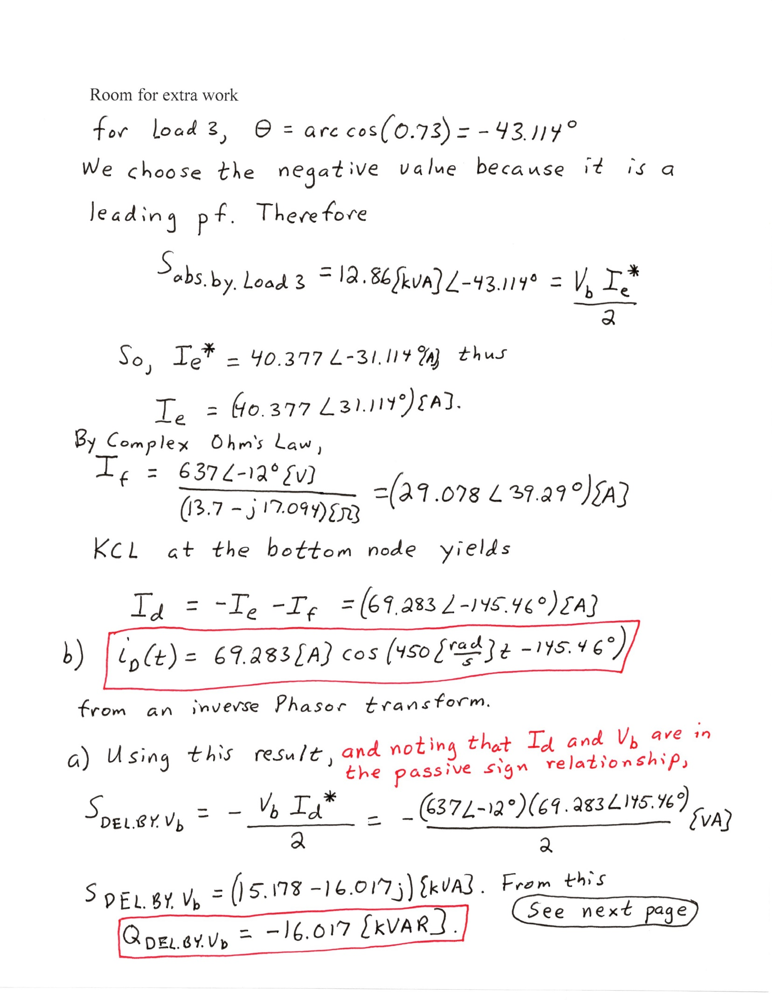 Room for extra work
for Load 3, θ = arc cos(0.73) = -43.114°
We choose the negative value because it is a
leading pf. Therefore
S abs.by.Load 3 = 12.86[kVA]∠-43.114° = Vb Ie* / 2
So, Ie* = 40.377∠-31.114°[A] thus
Ie = (40.377∠31.114°)[A].
By Complex Ohm's Law,
If = 637∠-12°[V] / (13.7 - j17.094)[Ω] = (29.078∠39.29°)[A]
KCL at the bottom node yields
Id = -Ie - If = (69.283∠-145.46°)[A]
b) iD(t) = 69.283[A] cos(450[rad/s]t - 145.46°)
from an inverse Phasor transform.
a) Using this result, and noting that Id and Vb are in
the passive sign relationship,
S DEL.BY.Vb = - Vb Id* / 2 = -(637∠-12°)(69.283∠145.46°) / 2 [VA]
S DEL.BY.Vb = (15.178 - 16.017j)[kVA]. From this
See next page
Q DEL.BY.Vb = -16.017[kVAR].